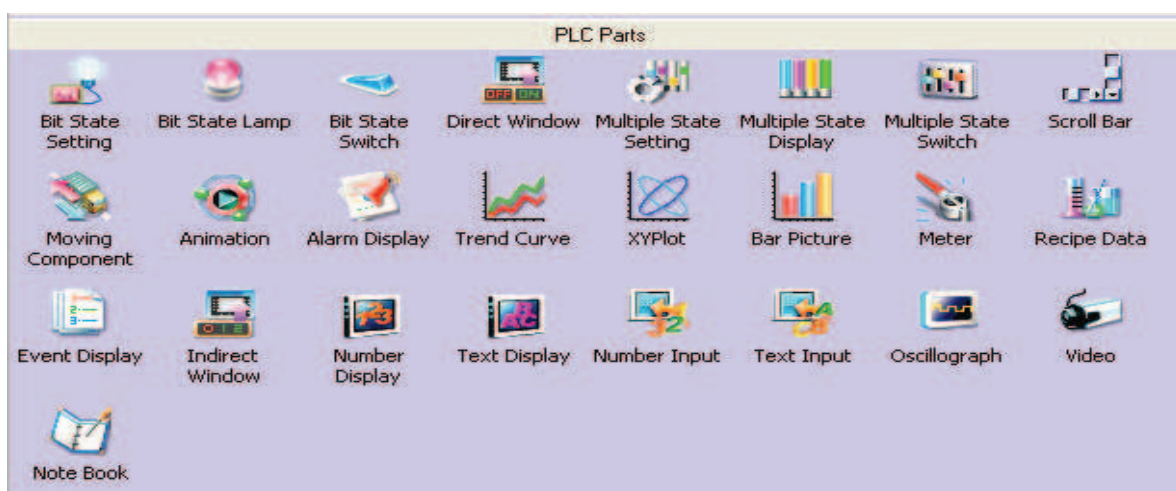 PLC Parts
Bit State Setting
Bit State Lamp
Bit State Switch
Direct Window
Multiple State Setting
Multiple State Display
Multiple State Switch
Scroll Bar
Moving Component
Animation
Alarm Display
Trend Curve
XYPlot
Bar Picture
Meter
Recipe Data
Event Display
Indirect Window
Number Display
Text Display
Number Input
Text Input
Oscillograph
Video
Note Book